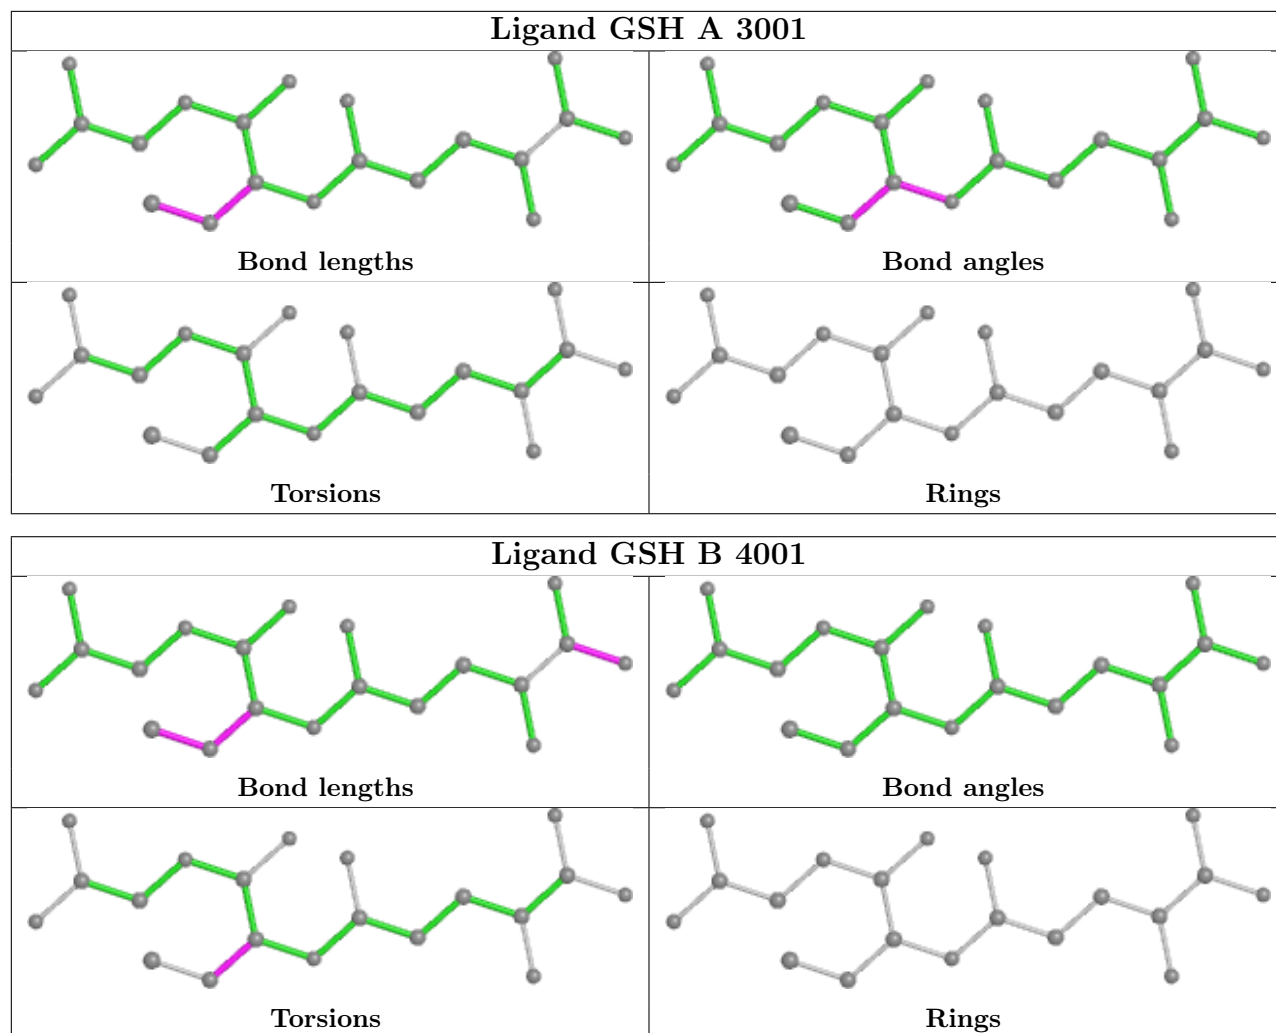 Ligand GSH A 3001
Bond lengths
Bond angles
Torsions
Rings
Ligand GSH B 4001
Bond lengths
Bond angles
Torsions
Rings